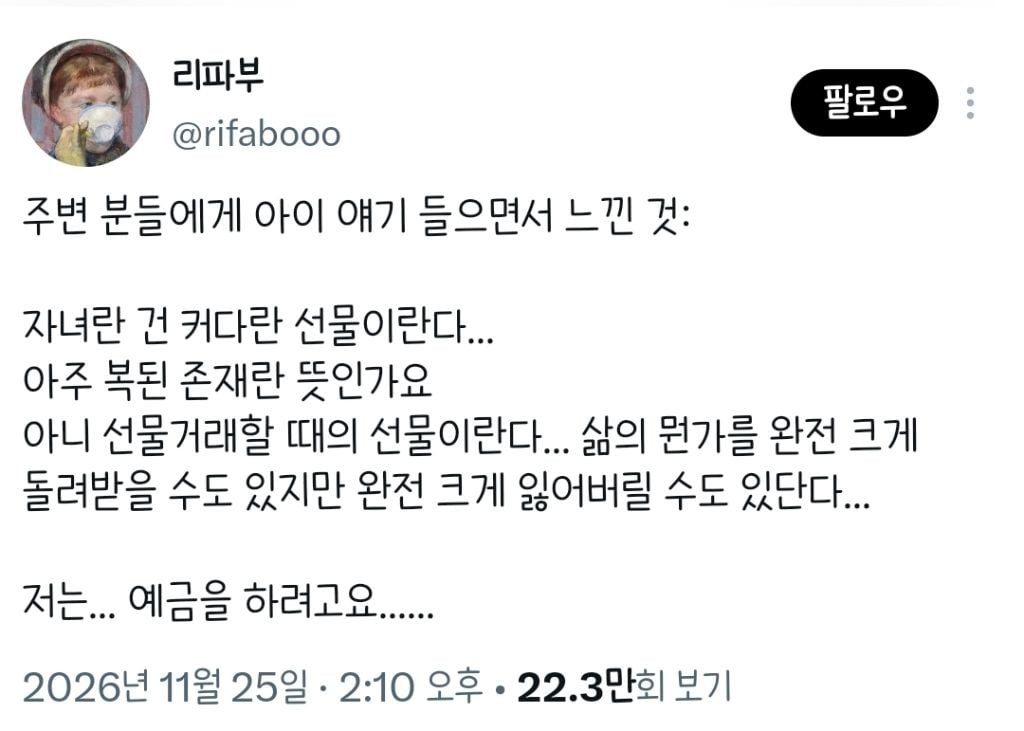 리파부
@rifabooo
팔로우
주변 분들에게 아이 얘기 들으면서 느낀 것:
자녀란 건 커다란 선물이란다...
아주 복된 존재란 뜻인가요
아니 선물거래할 때의 선물이란다... 삶의 뭔가를 완전 크게
돌려받을 수도 있지만 완전 크게 잃어버릴 수도 있단다...
저는... 예금을 하려고요......
2026년 11월 25일 · 2:10 오후 • 22.3만회 보기